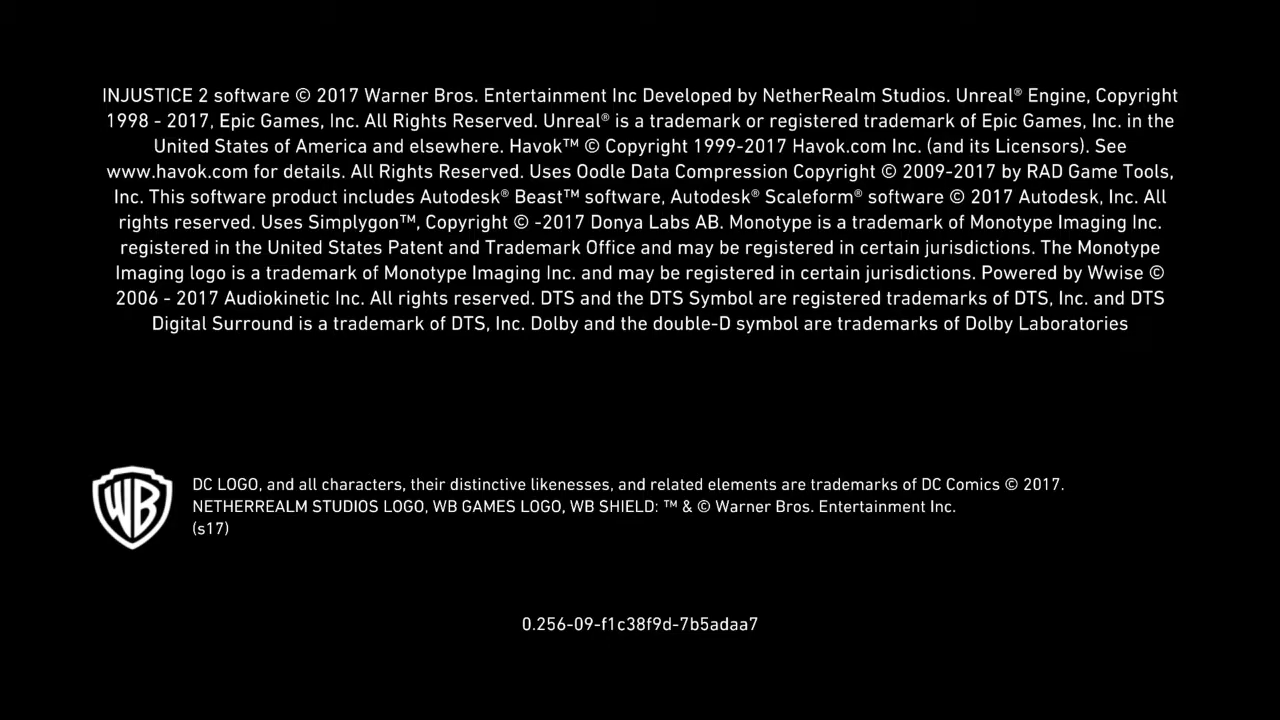 INJUSTICE 2 software © 2017 Warner Bros. Entertainment Inc Developed by NetherRealm Studios. Unreal® Engine, Copyright
1998 - 2017, Epic Games, Inc. All Rights Reserved. Unreal® is a trademark or registered trademark of Epic Games, Inc. in the
United States of America and elsewhere. Havok™ © Copyright 1999-2017 Havok.com Inc. (and its Licensors). See
www.havok.com for details. All Rights Reserved. Uses Oodle Data Compression Copyright © 2009-2017 by RAD Game Tools,
Inc. This software product includes Autodesk® Beast™ software, Autodesk® Scaleform® software © 2017 Autodesk, Inc. All
rights reserved. Uses Simplygon™, Copyright © -2017 Donya Labs AB. Monotype is a trademark of Monotype Imaging Inc.
registered in the United States Patent and Trademark Office and may be registered in certain jurisdictions. The Monotype
Imaging logo is a trademark of Monotype Imaging Inc. and may be registered in certain jurisdictions. Powered by Wwise ©
2006 - 2017 Audiokinetic Inc. All rights reserved. DTS and the DTS Symbol are registered trademarks of DTS, Inc. and DTS
Digital Surround is a trademark of DTS, Inc. Dolby and the double-D symbol are trademarks of Dolby Laboratories
WB
DC LOGO, and all characters, their distinctive likenesses, and related elements are trademarks of DC Comics © 2017.
NETHERREALM STUDIOS LOGO, WB GAMES LOGO, WB SHIELD: ™ & © Warner Bros. Entertainment Inc.
(s17)
0.256-09-f1c38f9d-7b5adaa7